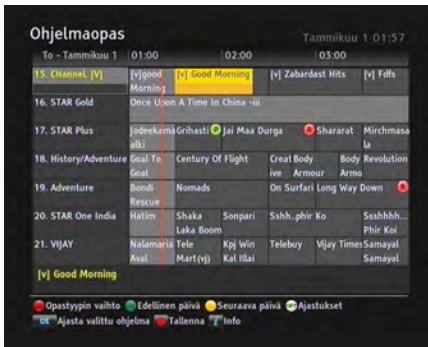 Ohjelmaopas
Tammikuu 1 01:57
To - Tammikuu 1 01:00 02:00 03:00
15. CHanneL [V] [v]good Morning [v] Good Morning [v] Zabardast Hits [v] Fdfs
16. STAR Gold Once Upon A Time In China -iii
17. STAR Plus Jodeekema alki Grihasti P Jai Maa Durga R Shararat Mirchmasa la
18. History/Adventure Goal To Goal Century Of Flight Creat ive Body Armour Body Armo Revolution
19. Adventure Bondi Rescue Nomads On Surfari Long Way Down R
20. STAR One India Hatim Shaka Laka Boom Sonpari Sshh..phir Ko Ssshhhh... Phir Koi
21. VIJAY Nalamaria Aval Tele Mart(vj) Kpj Win Kal Illai Telebuy Vijay Times Samayal Samayal
[v] Good Morning
Opastyypin vaihto Edellinen päivä Seuraava päivä OPT Ajastukset
OK Ajasta valittu ohjelma Tallenna i Info